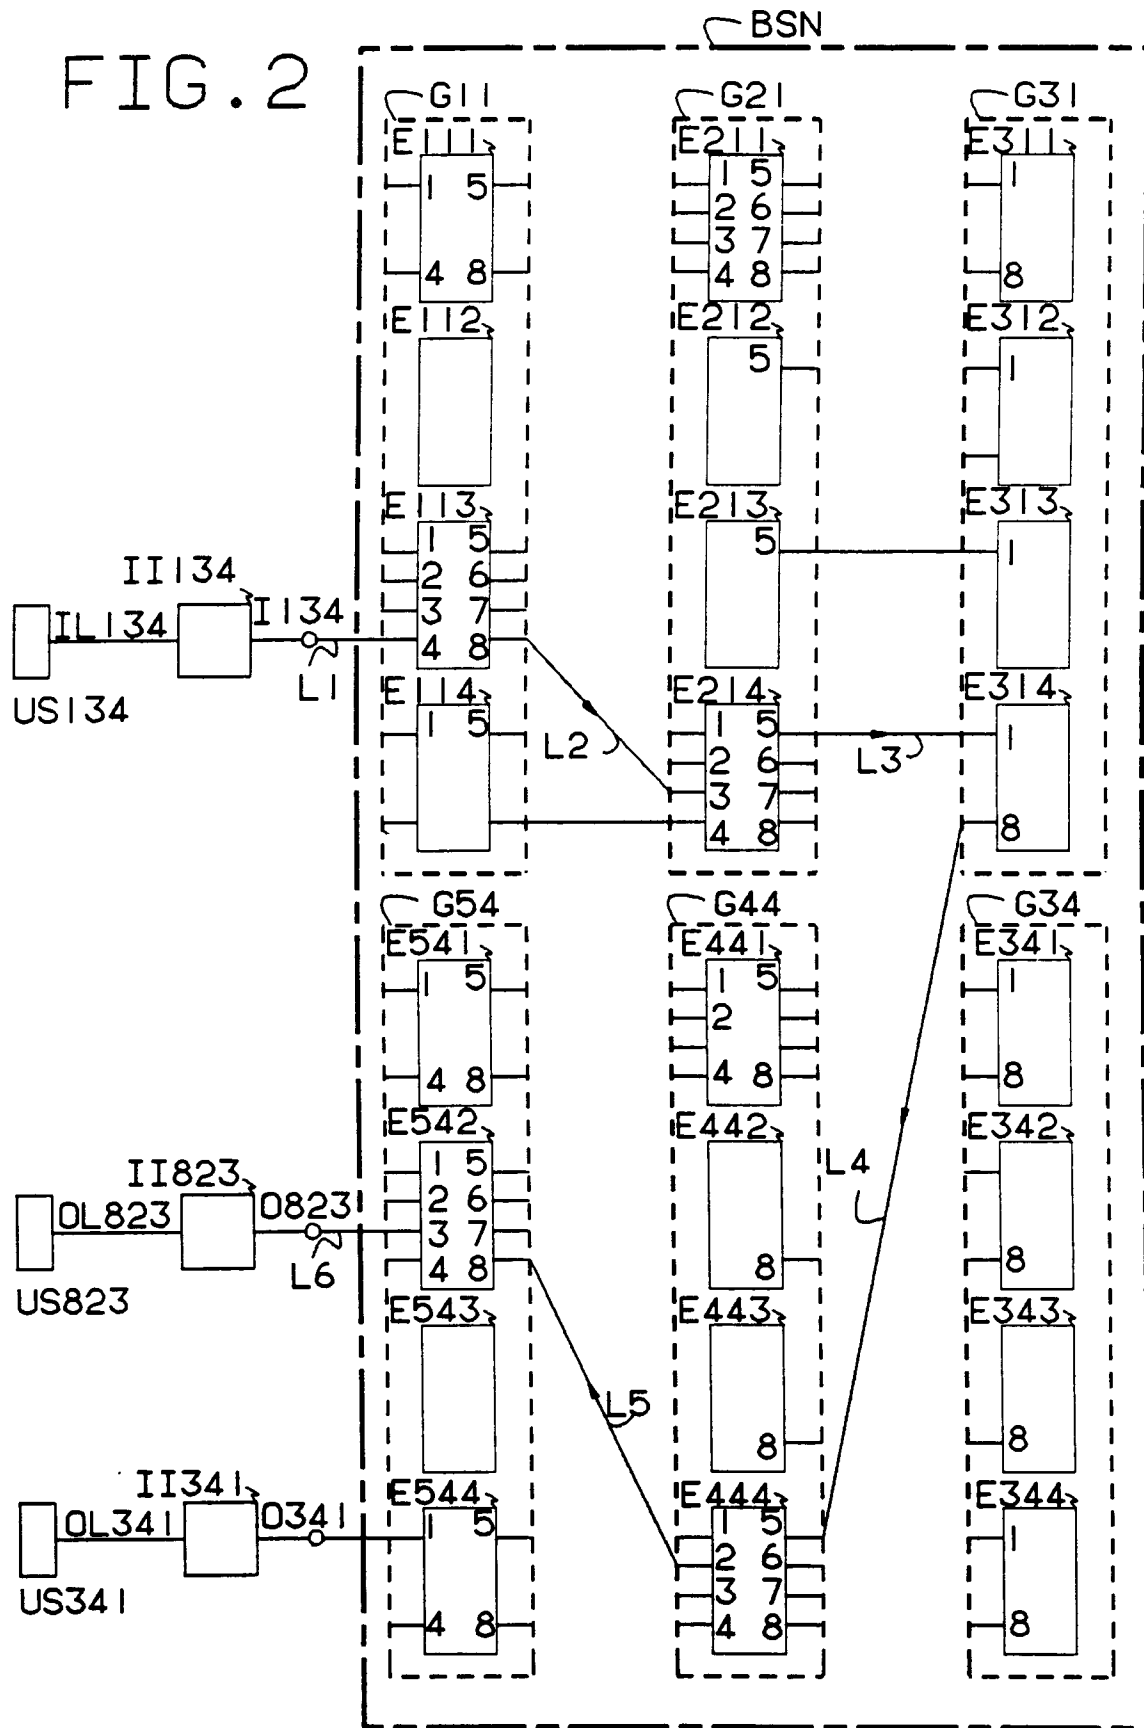 BSN
FIG.2
G11 G21 G31
E111 E211 E311
1 5 1 5 1
2 6
3 7
4 8 4 8 8
E112 E212 E312
5 1
E113 E213 E313
1 5 5 1
2 6
3 7
4 8
II134
IL134 I134
L1
US134
E114 E214 E314
1 5 1 5 1
L2 2 6 L3
3 7
4 8 8
G54 G44 G34
E541 E441 E341
1 5 1 5 1
2
4 8 4 8 8
E542 E442 E342
1 5
2 6
3 7
4 8 8 8
L4
II823
OL823 O823
L6
US823
E543 E443 E343
L5
8 8
II341
OL341 O341
US341
E544 E444 E344
1 5 1 5 1
2 6
3 7
4 8 4 8 8